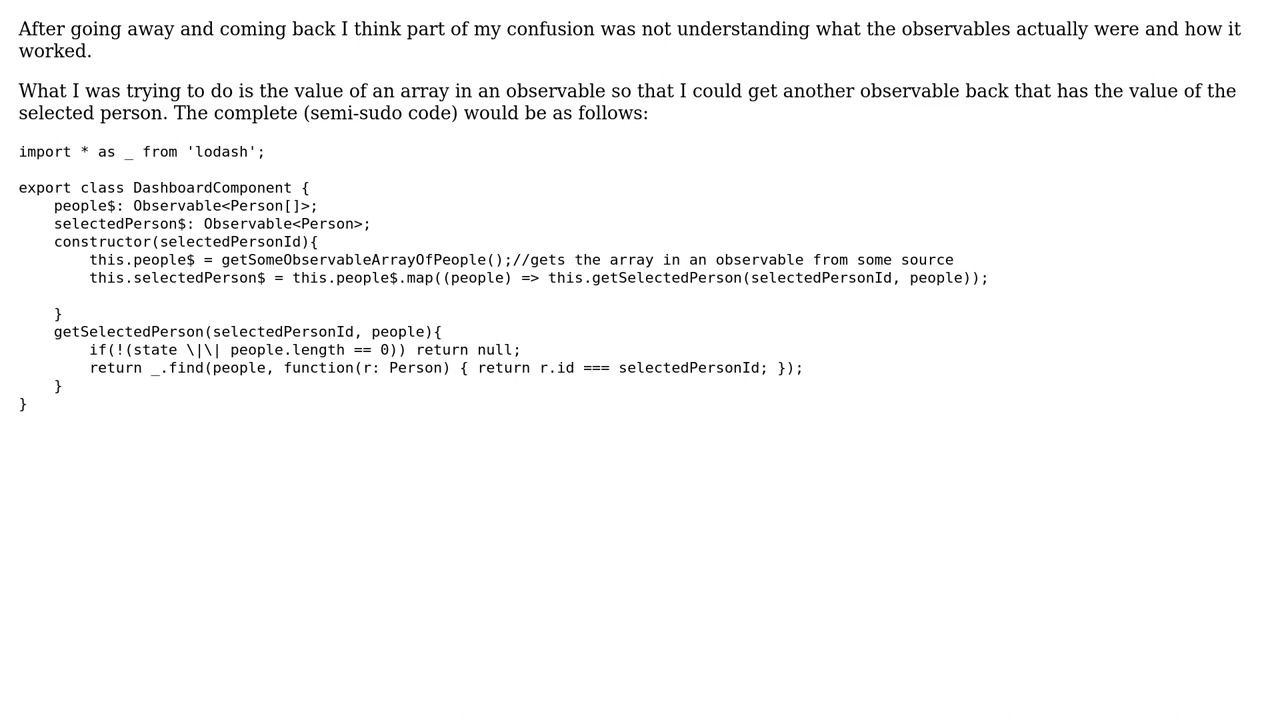 After going away and coming back I think part of my confusion was not understanding what the observables actually were and how it
worked.
What I was trying to do is the value of an array in an observable so that I could get another observable back that has the value of the
selected person. The complete (semi-sudo code) would be as follows:
import * as _ from 'lodash';
export class DashboardComponent {
    people$: Observable<Person[]>;
    selectedPerson$: Observable<Person>;
    constructor(selectedPersonId){
        this.people$ = getSomeObservableArrayOfPeople();//gets the array in an observable from some source
        this.selectedPerson$ = this.people$.map((people) => this.getSelectedPerson(selectedPersonId, people));
    }
    getSelectedPerson(selectedPersonId, people){
        if(!(state \|\| people.length == 0)) return null;
        return _.find(people, function(r: Person) { return r.id === selectedPersonId; });
    }
}